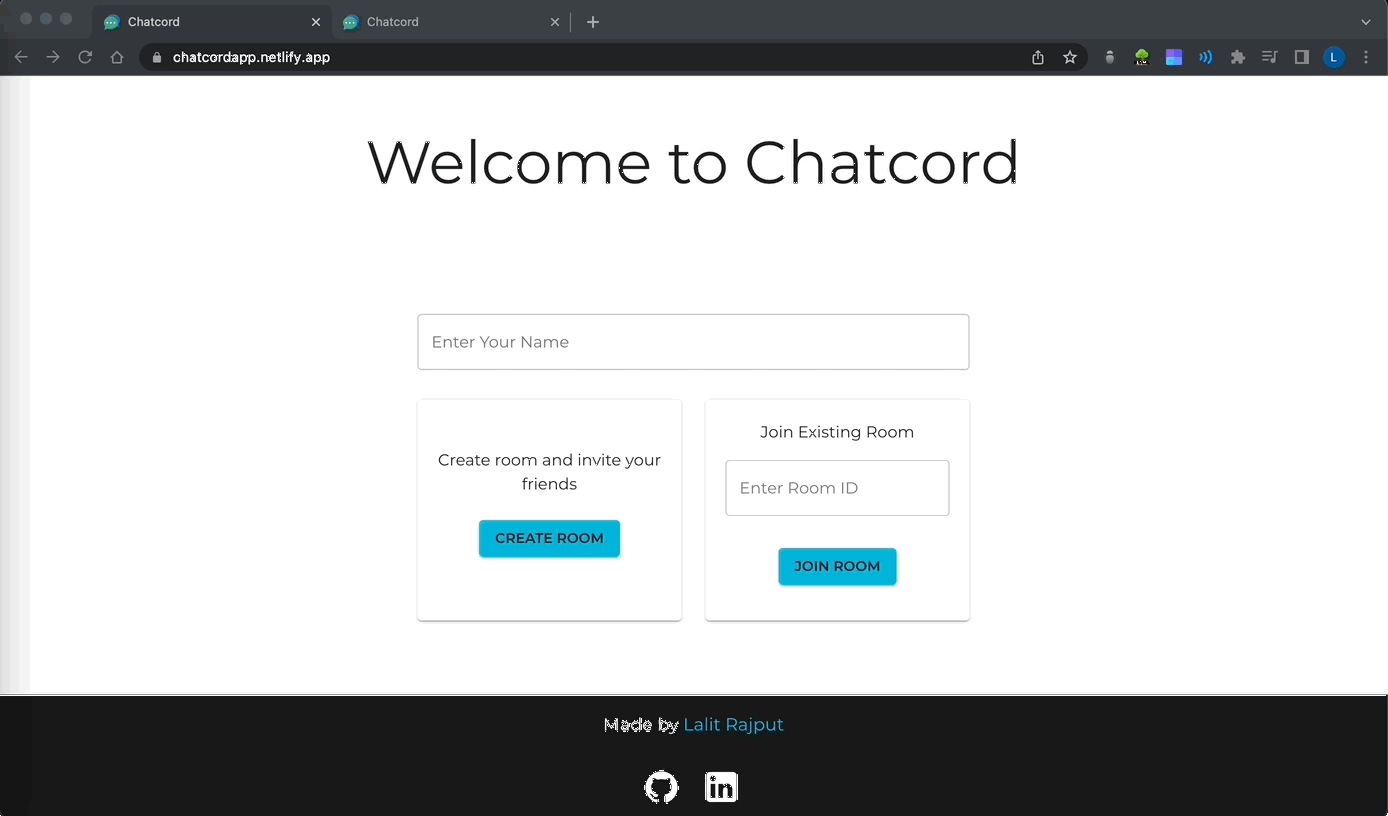 Chatcord
Chatcord
chatcordapp.netlify.app
L
Welcome to Chatcord
Enter Your Name
Create room and invite your
friends
CREATE ROOM
Join Existing Room
Enter Room ID
JOIN ROOM
Made by Lalit Rajput
in